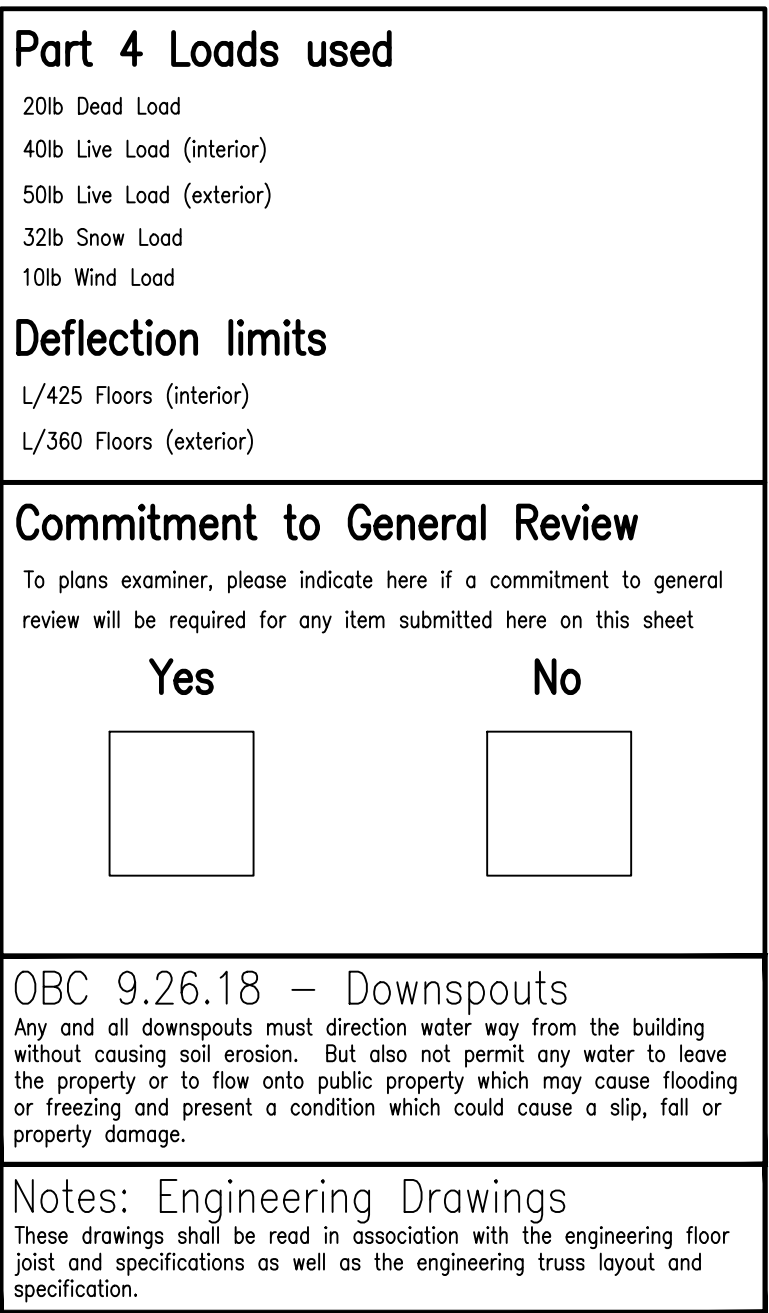 Part 4 Loads used
20lb Dead Load
40lb Live Load (interior)
50lb Live Load (exterior)
32lb Snow Load
10lb Wind Load
Deflection limits
L/425 Floors (interior)
L/360 Floors (exterior)
Commitment to General Review
To plans examiner, please indicate here if a commitment to general
review will be required for any item submitted here on this sheet
Yes No
OBC 9.26.18 – Downspouts
Any and all downspouts must direction water way from the building
without causing soil erosion. But also not permit any water to leave
the property or to flow onto public property which may cause flooding
or freezing and present a condition which could cause a slip, fall or
property damage.
Notes: Engineering Drawings
These drawings shall be read in association with the engineering floor
joist and specifications as well as the engineering truss layout and
specification.